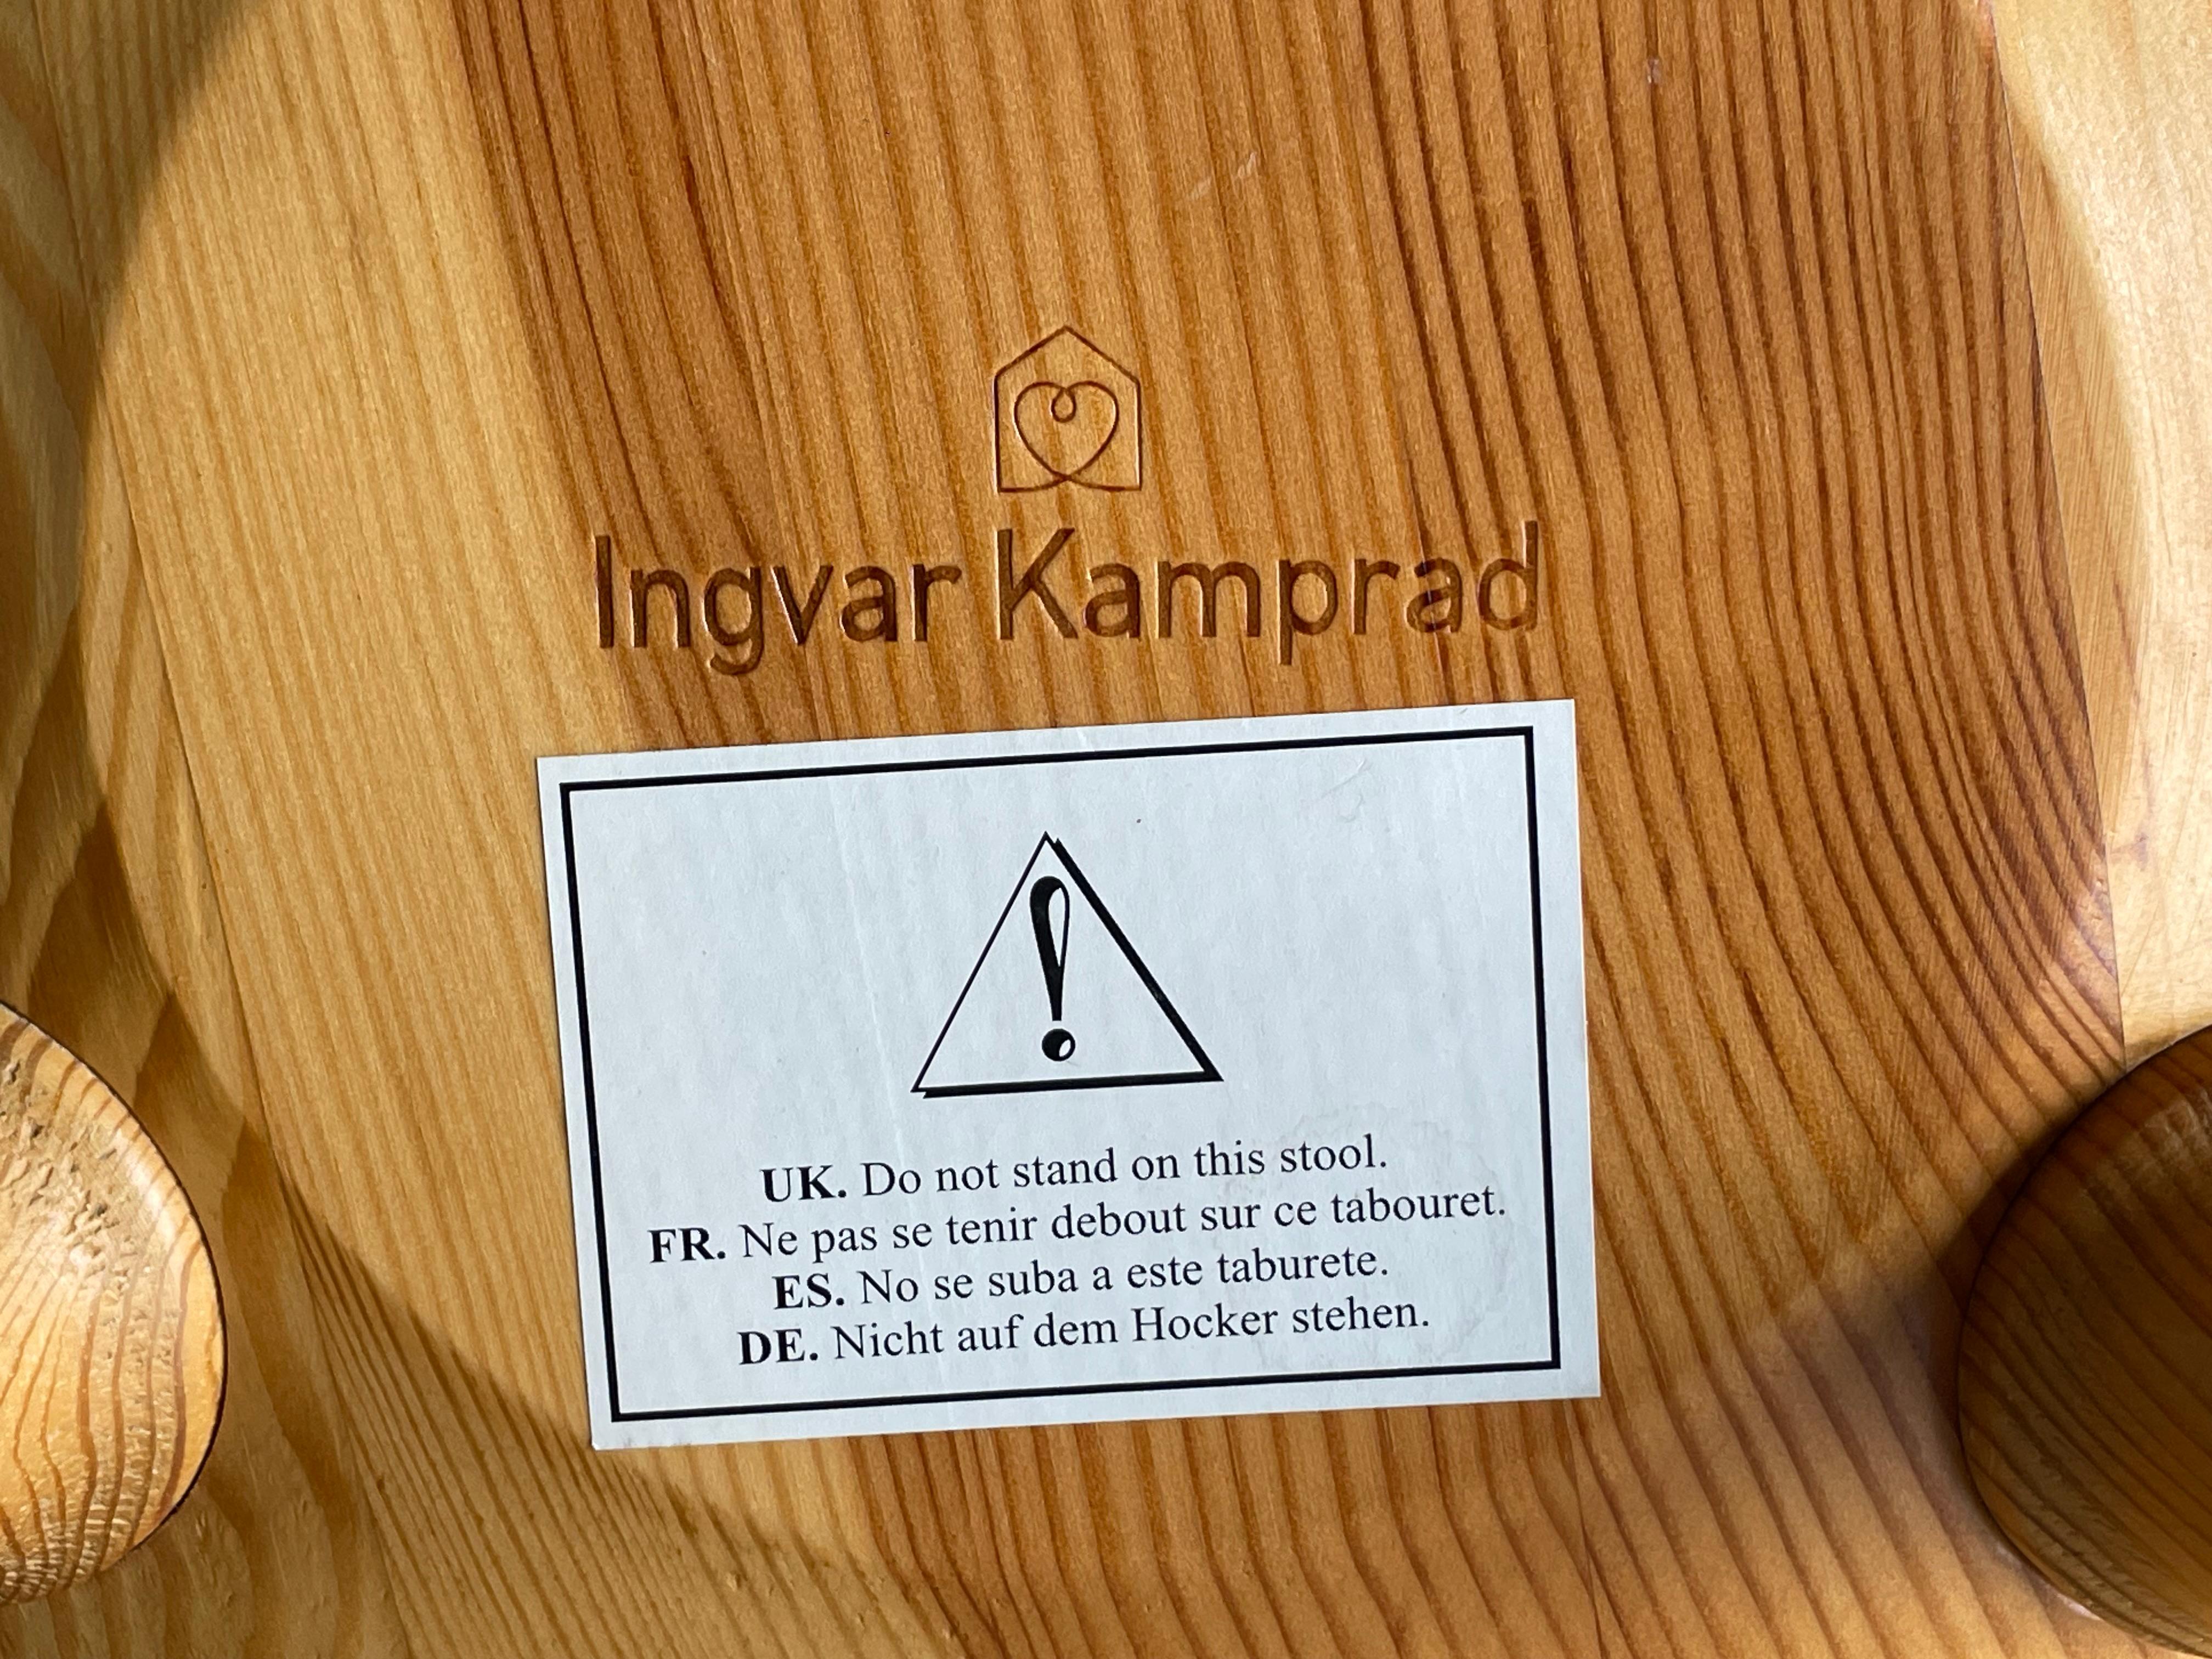 Ingvar Kamprad
UK. Do not stand on this stool.
FR. Ne pas se tenir debout sur ce tabouret.
ES. No se suba a este taburete.
DE. Nicht auf dem Hocker stehen.